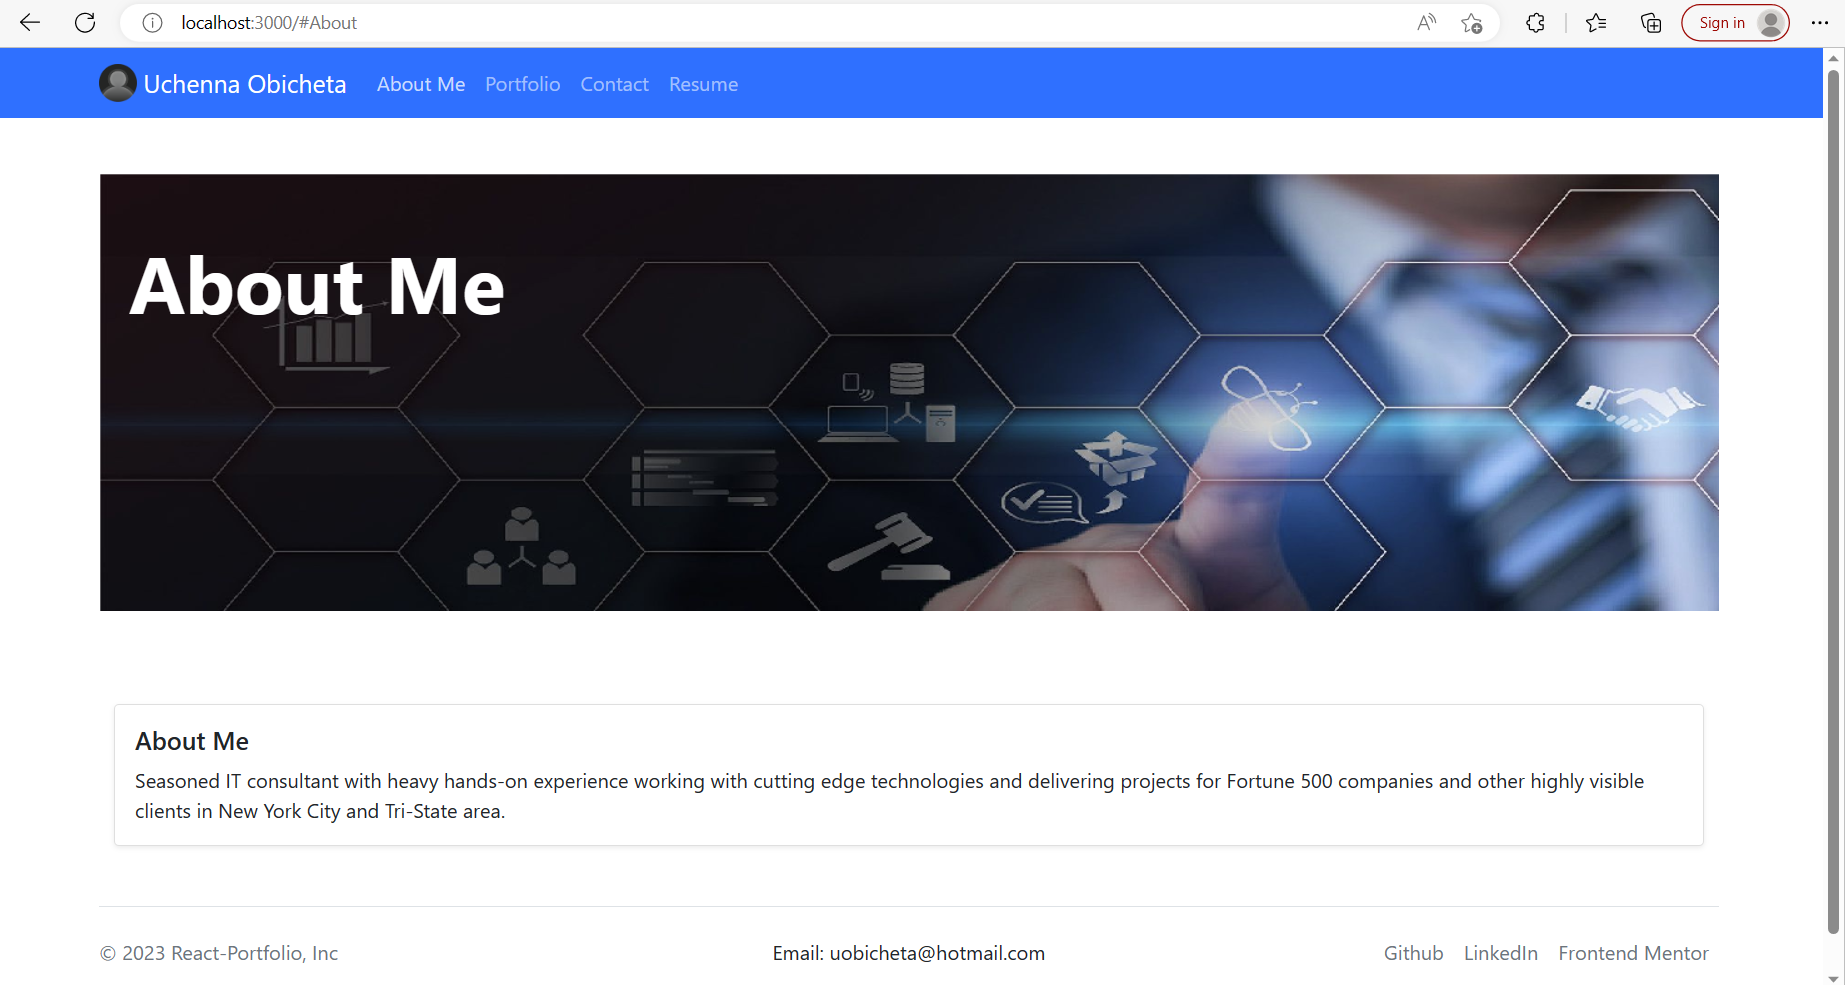 localhost:3000/#About
Sign in
Uchenna Obicheta
About Me
Portfolio
Contact
Resume
About Me
About Me
Seasoned IT consultant with heavy hands-on experience working with cutting edge technologies and delivering projects for Fortune 500 companies and other highly visible
clients in New York City and Tri-State area.
© 2023 React-Portfolio, Inc
Email: uobicheta@hotmail.com
Github
LinkedIn
Frontend Mentor